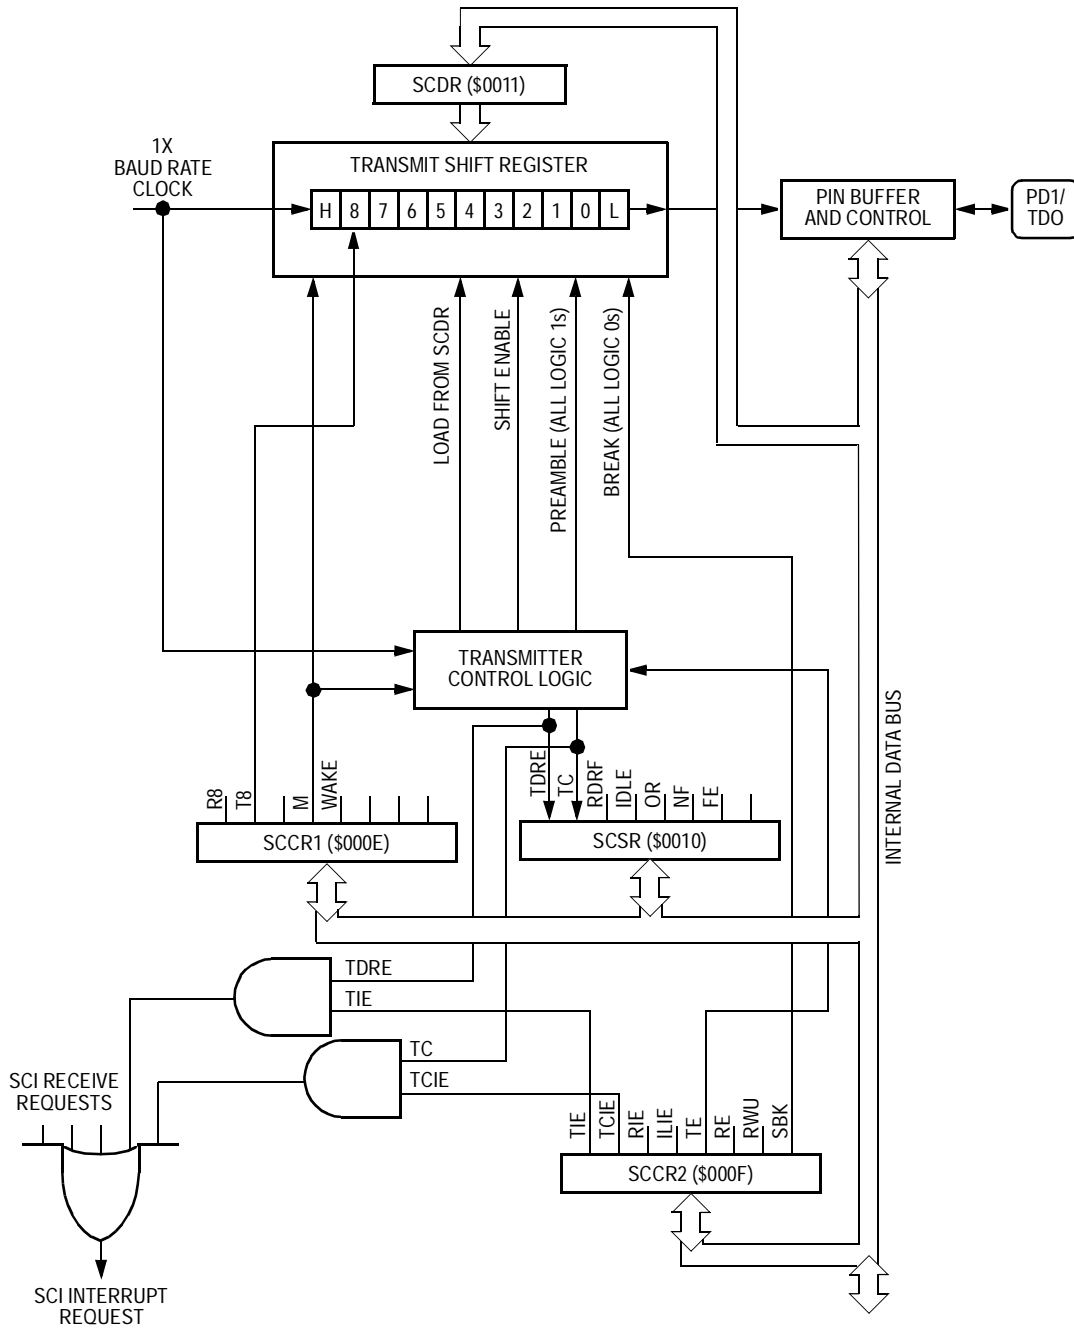 SCDR ($0011)
1X
BAUD RATE
CLOCK
TRANSMIT SHIFT REGISTER
H 8 7 6 5 4 3 2 1 0 L
PIN BUFFER
AND CONTROL
PD1/
TDO
LOAD FROM SCDR
SHIFT ENABLE
PREAMBLE (ALL LOGIC 1s)
BREAK (ALL LOGIC 0s)
TRANSMITTER
CONTROL LOGIC
INTERNAL DATA BUS
R8
T8
M
WAKE
SCCR1 ($000E)
TDRE
TC
RDRF
IDLE
OR
NF
FE
SCSR ($0010)
TDRE
TIE
TC
TCIE
SCI RECEIVE
REQUESTS
TIE
TCIE
RIE
ILIE
TE
RE
RWU
SBK
SCCR2 ($000F)
SCI INTERRUPT
REQUEST